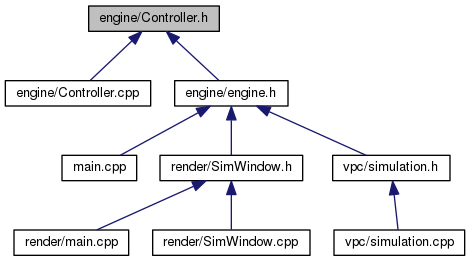 engine/Controller.h
engine/Controller.cpp
engine/engine.h
main.cpp
render/SimWindow.h
vpc/simulation.h
render/main.cpp
render/SimWindow.cpp
vpc/simulation.cpp